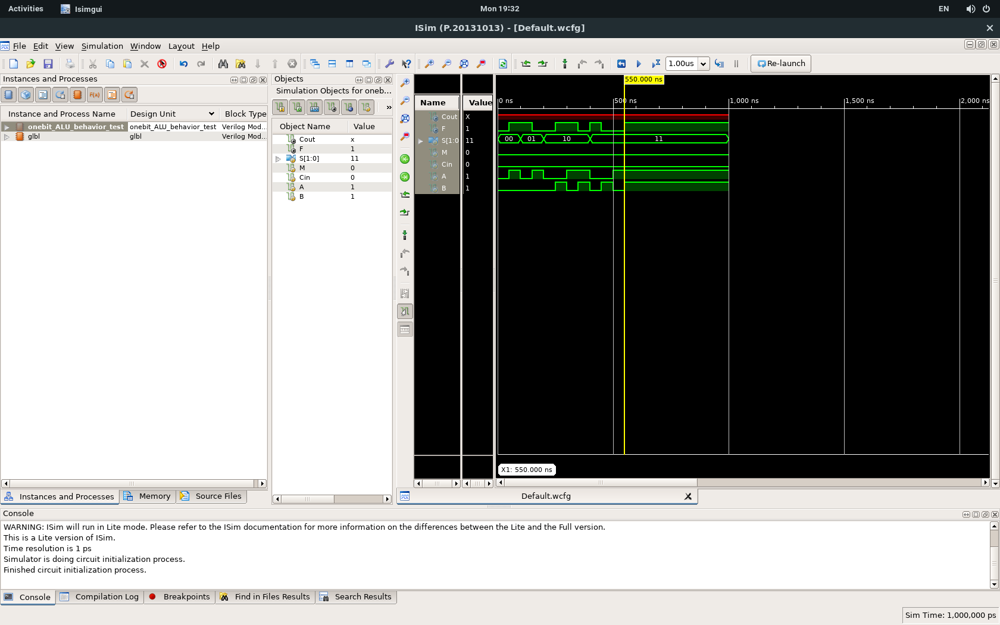 Activities
Isimgui
Mon 19:32
EN
ISim (P.20131013) - [Default.wcfg]
File Edit View Simulation Window Layout Help
1.00us
Re-launch
Instances and Processes
Instance and Process Name Design Unit Block Type
onebit_ALU_behavior_test onebit_ALU_behavior_test Verilog Mod...
glbl glbl Verilog Mod...
Instances and Processes Memory Source Files
Objects
Simulation Objects for oneb...
»
Object Name Value
Cout x
F 1
S[1:0] 11
M 0
Cin 0
A 1
B 1
Name Value
Cout X
F 1
S[1:0 11
M 0
Cin 0
A 1
B 1
550.000 ns
0 ns 500 ns 1,000 ns 1,500 ns 2,000 ns
00 01 10 11
X1: 550.000 ns
Default.wcfg
Console
WARNING: ISim will run in Lite mode. Please refer to the ISim documentation for more information on the differences between the Lite and the Full version.
This is a Lite version of ISim.
Time resolution is 1 ps
Simulator is doing circuit initialization process.
Finished circuit initialization process.
Console Compilation Log Breakpoints Find in Files Results Search Results
Sim Time: 1,000,000 ps